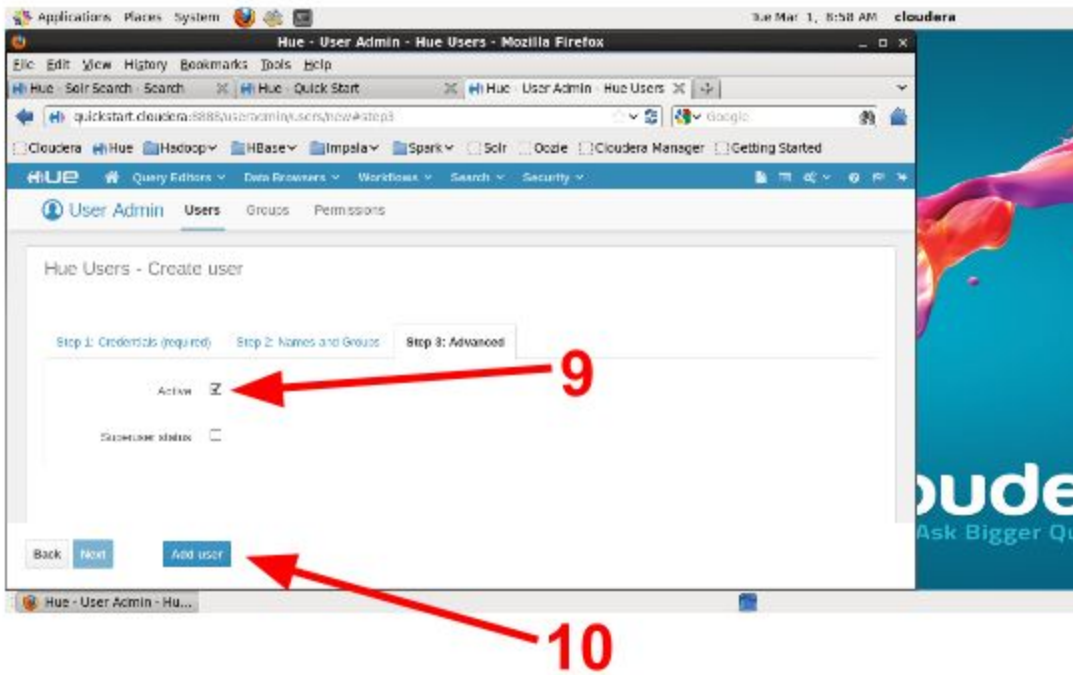 Applications Places System
Tue Mar 1, 8:58 AM cloudera
Hue - User Admin - Hue Users - Mozilla Firefox
File Edit View History Bookmarks Tools Help
Hue - Solr Search - Search
Hue - Quick Start
Hue - User Admin - Hue Users
quickstart.cloudera:8888/useradmin/users/new#step3
Google
Cloudera Hue Hadoop HBase Impala Spark Solr Oozie Cloudera Manager Getting Started
HUE Query Editors Data Browsers Workflows Search Security
User Admin Users Groups Permissions
Hue Users - Create user
Step 1: Credentials (required) Step 2: Names and Groups Step 3: Advanced
Active
9
Superuser status
oude
Ask Bigger Qu
Back Next Add user
Hue - User Admin - Hu...
10